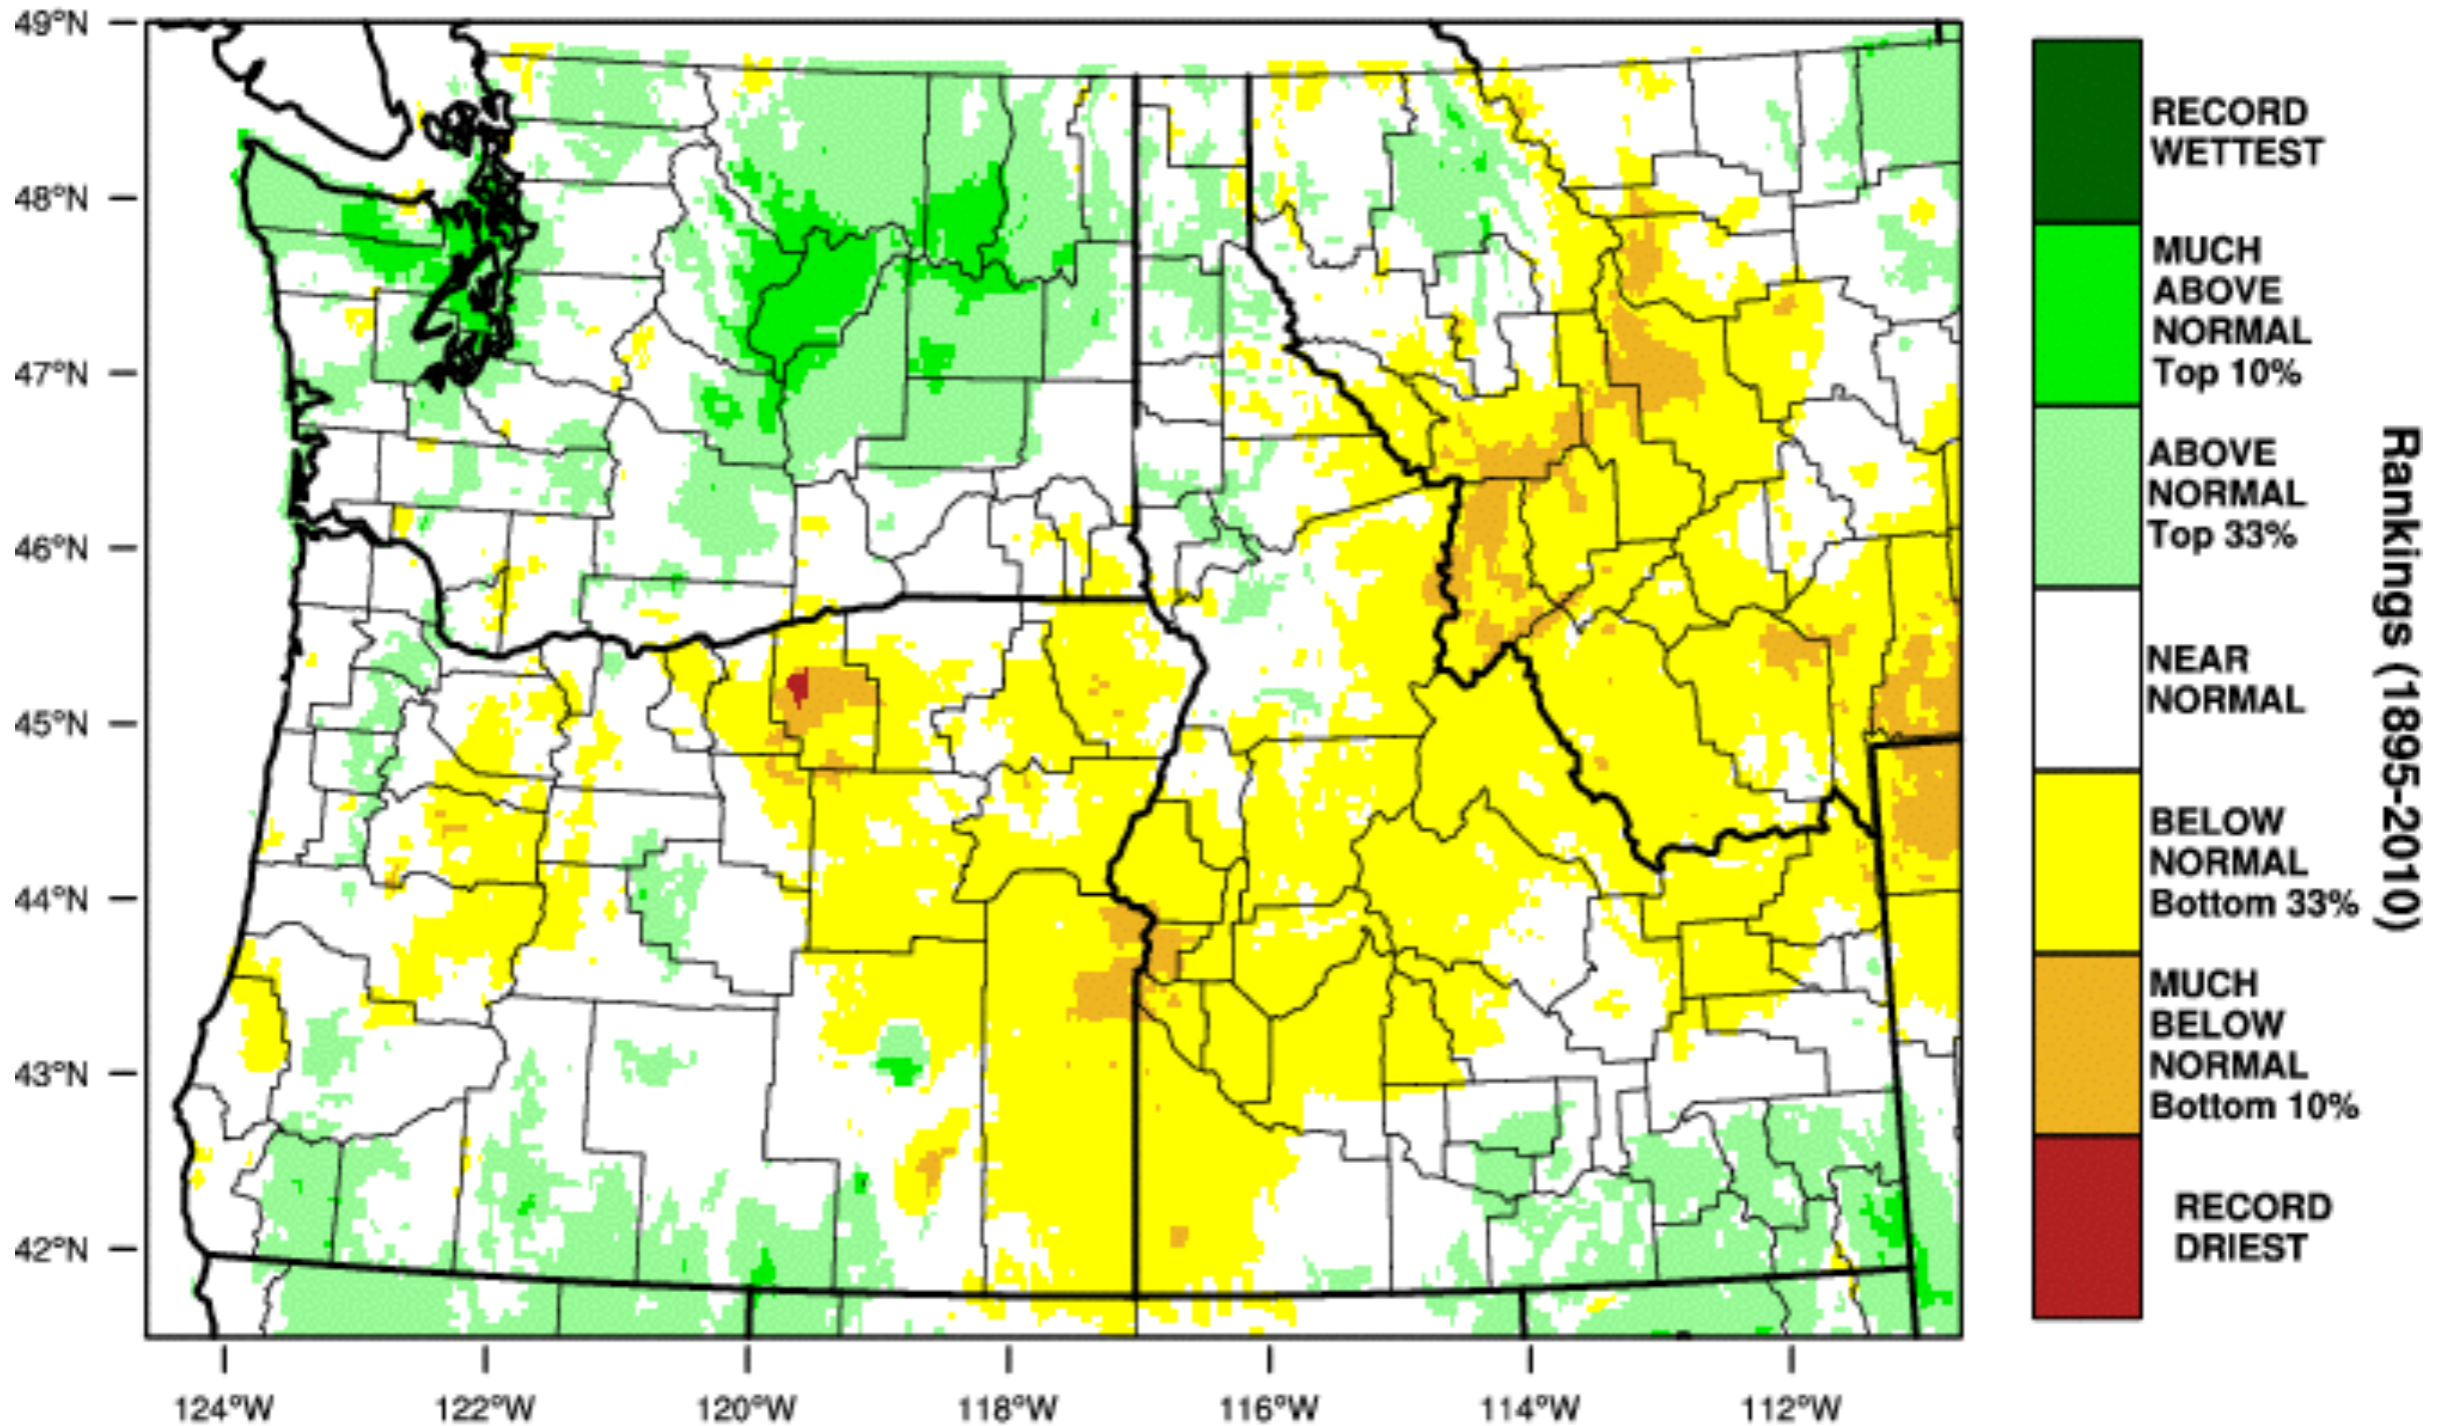 49°N
48°N
47°N
46°N
45°N
44°N
43°N
42°N
124°W
122°W
120°W
118°W
116°W
114°W
112°W
RECORD
WETTEST
MUCH
ABOVE
NORMAL
Top 10%
ABOVE
NORMAL
Top 33%
NEAR
NORMAL
BELOW
NORMAL
Bottom 33%
MUCH
BELOW
NORMAL
Bottom 10%
RECORD
DRIEST
Rankings (1895-2010)